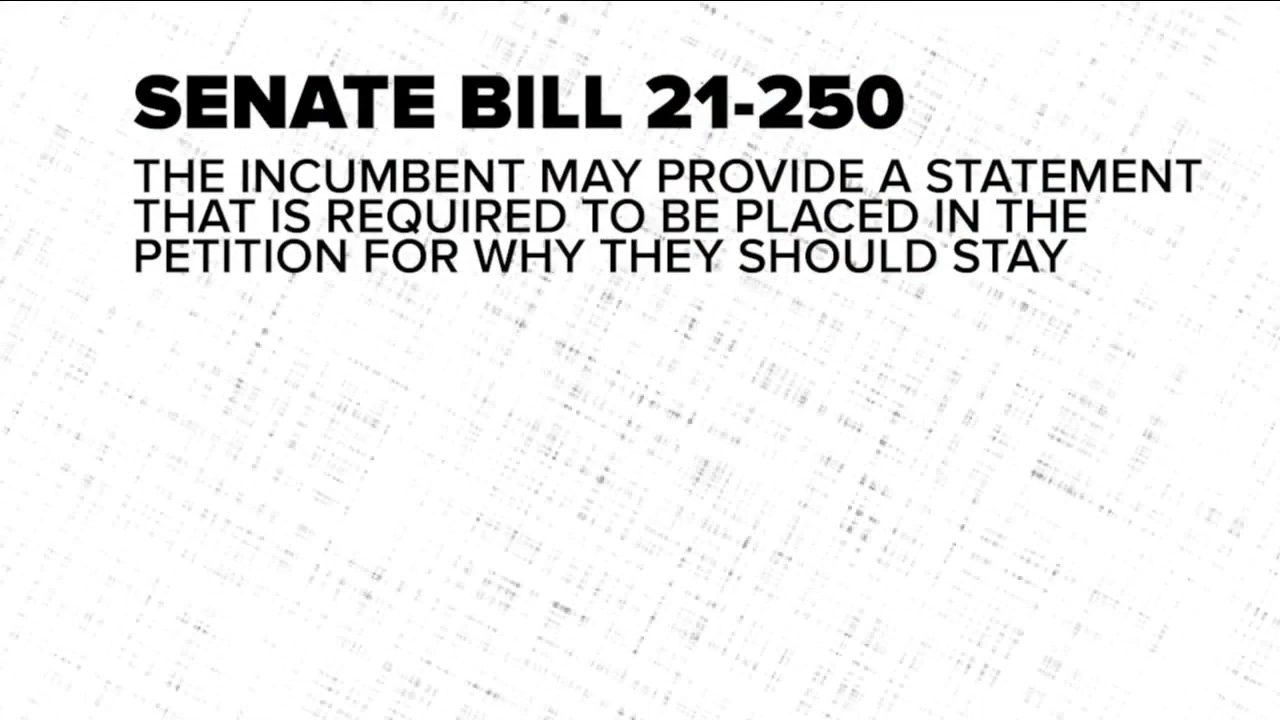 SENATE BILL 21-250
THE INCUMBENT MAY PROVIDE A STATEMENT
THAT IS REQUIRED TO BE PLACED IN THE
PETITION FOR WHY THEY SHOULD STAY